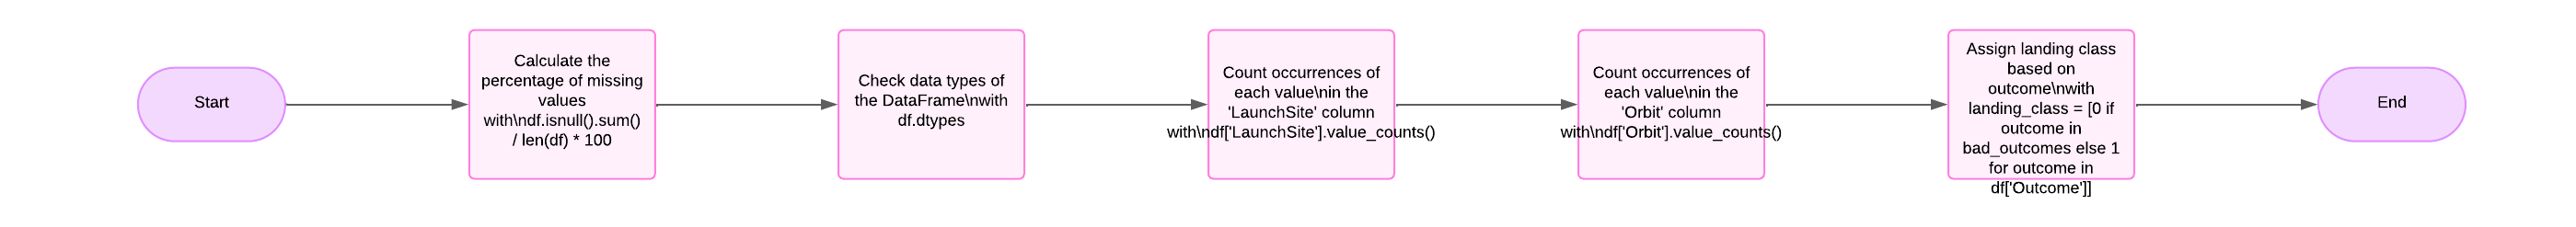 Start
Calculate the
percentage of missing
values
with\ndf.isnull().sum()
/ len(df) * 100
Check data types of
the DataFrame\nwith
df.dtypes
Count occurrences of
each value\nin the
'LaunchSite' column
with\ndf['LaunchSite'].value_counts()
Count occurrences of
each value\nin the
'Orbit' column
with\ndf['Orbit'].value_counts()
Assign landing class
based on
outcome\nwith
landing_class = [0 if
outcome in
bad_outcomes else 1
for outcome in
df['Outcome']]
End